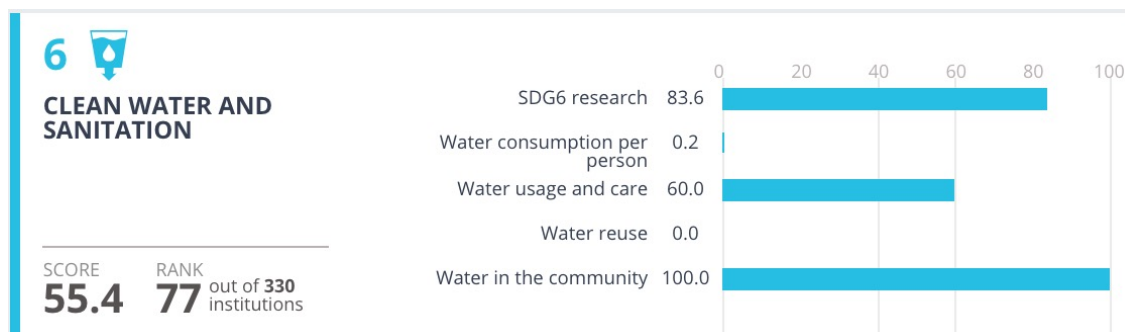 6
CLEAN WATER AND
SANITATION
SCORE
55.4
RANK
77 out of 330
institutions
0 20 40 60 80 100
SDG6 research 83.6
Water consumption per
person 0.2
Water usage and care 60.0
Water reuse 0.0
Water in the community 100.0